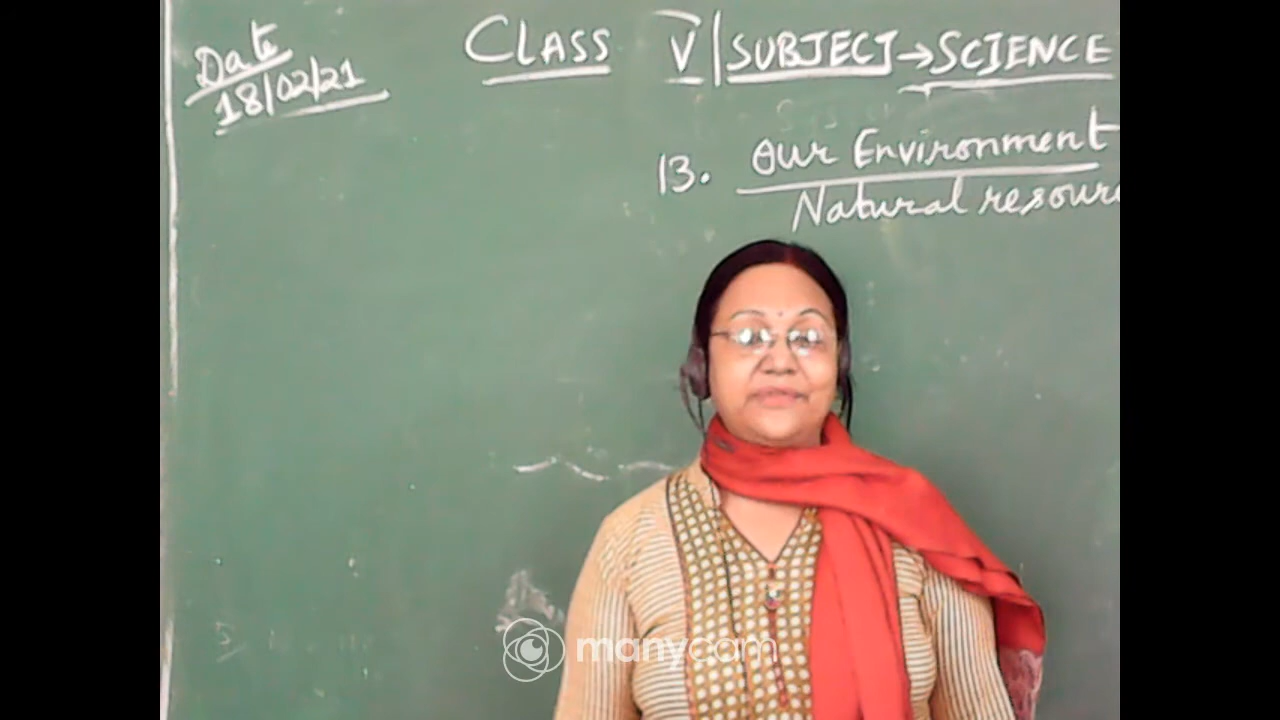 Date
18/02/21
CLASS V | SUBJECT → SCIENCE
13. Our Environment
Natural resour
manycam